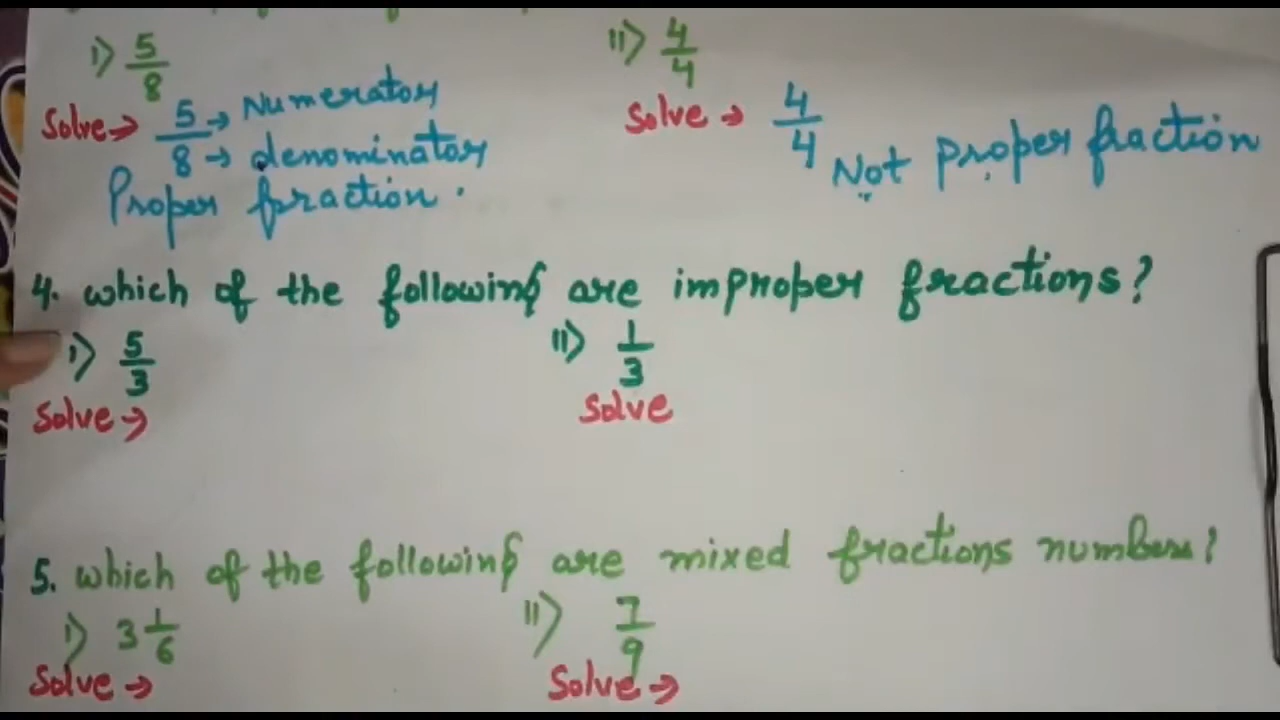 i) 5/8
ii) 4/4
Solve → 5/8 → Numerator
→ denominator
Proper fraction.
Solve → 4/4
Not proper fraction
4. which of the following are improper fractions?
i) 5/3
ii) 1/3
Solve →
Solve
5. which of the following are mixed fractions numbers?
i) 3 1/6
ii) 7/9
Solve →
Solve →